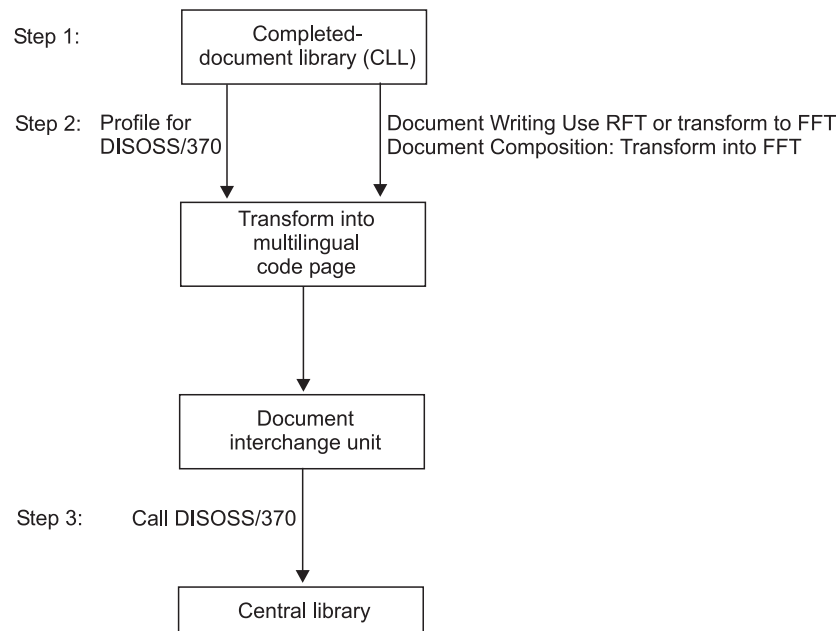 Step 1:
Completed-
document library (CLL)
Step 2:
Profile for
DISOSS/370
Document Writing Use RFT or transform to FFT
Document Composition: Transform into FFT
Transform into
multilingual
code page
Document
interchange unit
Step 3:
Call DISOSS/370
Central library